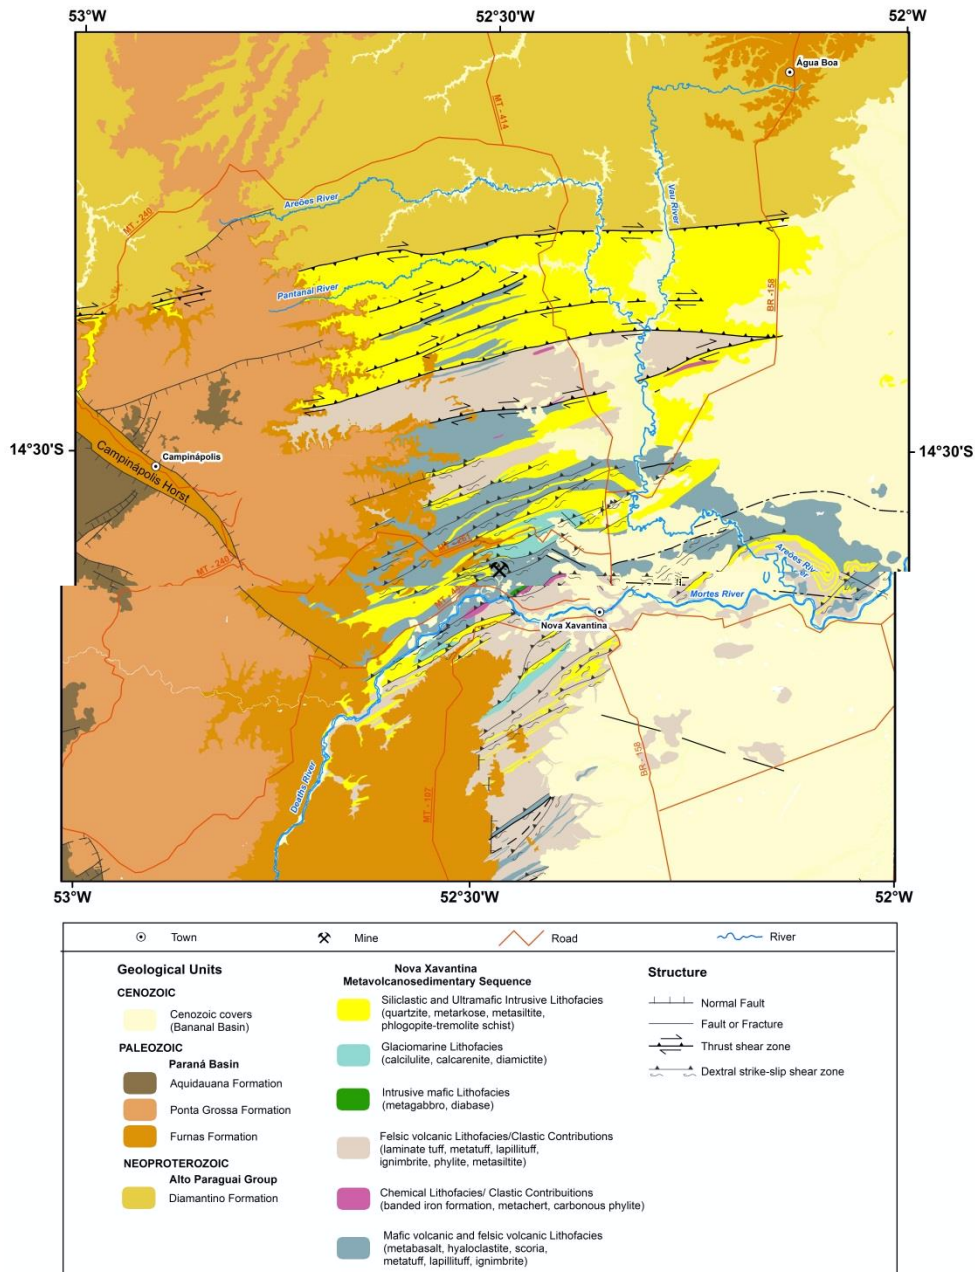 53°W
52°30'W
52°W
Água Boa
MT - 414
Vau River
Areões River
MT - 240
Pantanal River
BR -158
14°30'S
14°30'S
Campinápolis
Campinápolis Horst
MT - 240
Areões River
Mortes River
Nova Xavantina
Deaths River
MT - 107
BR - 158
53°W
52°30'W
52°W
Town
Mine
Road
River
Geological Units
CENOZOIC
Cenozoic covers
(Bananal Basin)
PALEOZOIC
Paraná Basin
Aquidauana Formation
Ponta Grossa Formation
Furnas Formation
NEOPROTEROZOIC
Alto Paraguai Group
Diamantino Formation
Nova Xavantina
Metavolcanosedimentary Sequence
Siliclastic and Ultramafic Intrusive Lithofacies
(quartzite, metarkose, metasiltite,
phlogopite-tremolite schist)
Glaciomarine Lithofacies
(calcilulite, calcarenite, diamictite)
Intrusive mafic Lithofacies
(metagabbro, diabase)
Felsic volcanic Lithofacies/Clastic Contributions
(laminate tuff, metatuff, lapillituff,
ignimbrite, phylite, metasiltite)
Chemical Lithofacies/ Clastic Contribuitions
(banded iron formation, metachert, carbonous phylite)
Mafic volcanic and felsic volcanic Lithofacies
(metabasalt, hyaloclastite, scoria,
metatuff, lapillituff, ignimbrite)
Structure
Normal Fault
Fault or Fracture
Thrust shear zone
Dextral strike-slip shear zone